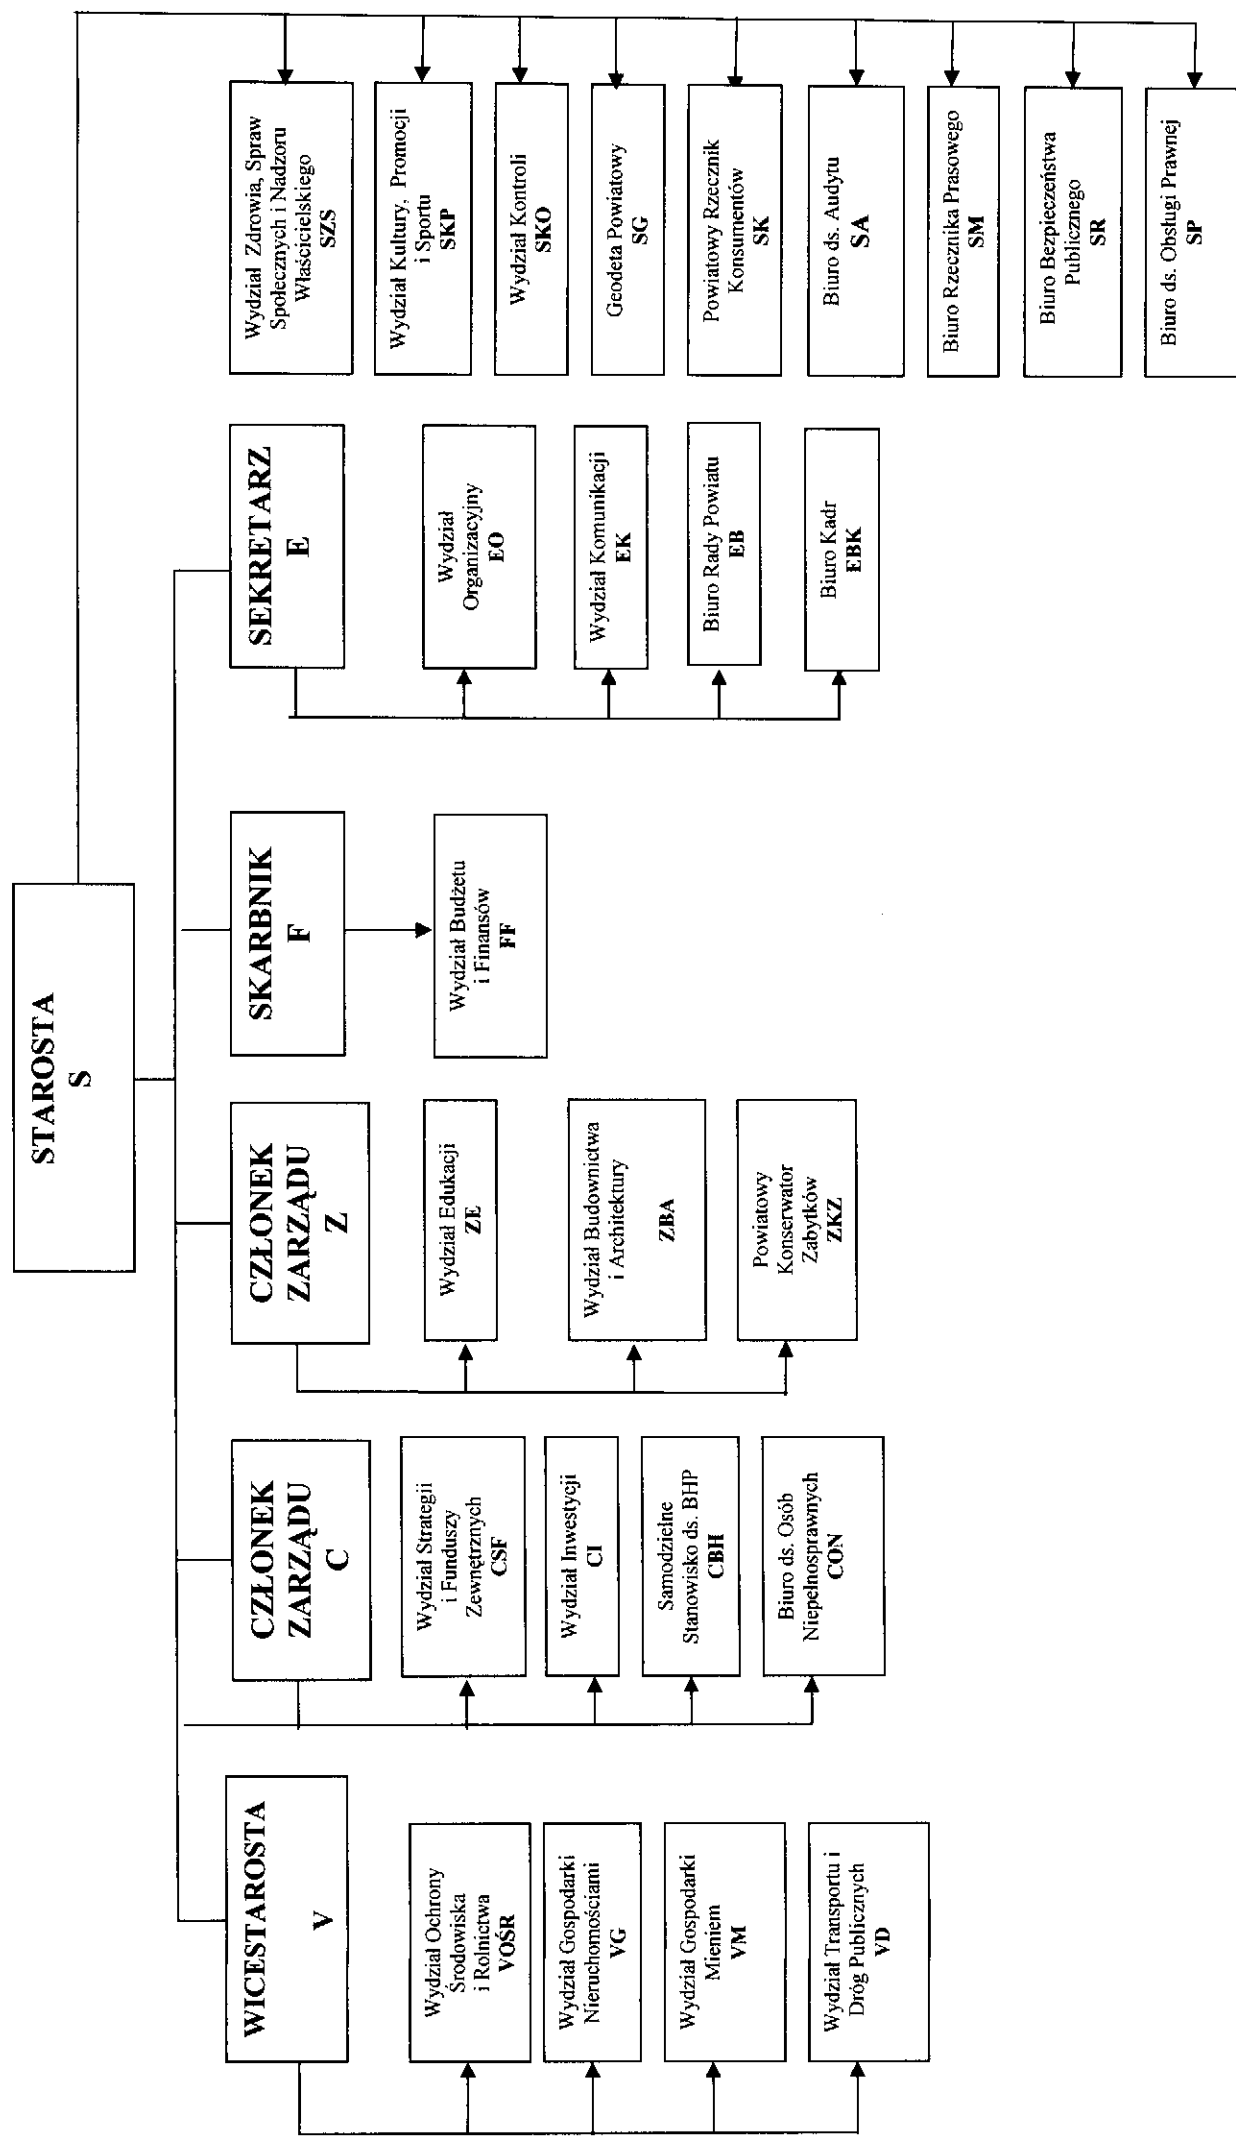 STAROSTA
S
WICESTAROSTA
V
CZŁONEK
ZARZĄDU
C
CZŁONEK
ZARZĄDU
Z
SKARBNIK
F
SEKRETARZ
E
Wydział Ochrony
Środowiska
i Rolnictwa
VOŚR
Wydział Gospodarki
Nieruchomościami
VG
Wydział Gospodarki
Mieniem
VM
Wydział Transportu i
Dróg Publicznych
VD
Wydział Strategii
i Funduszy
Zewnętrznych
CSF
Wydział Inwestycji
CI
Samodzielne
Stanowisko ds. BHP
CBH
Biuro ds. Osób
Niepełnosprawnych
CON
Wydział Edukacji
ZE
Wydział Budownictwa
i Architektury
ZBA
Powiatowy
Konserwator
Zabytków
ZKZ
Wydział Budżetu
i Finansów
FF
Wydział
Organizacyjny
EO
Wydział Komunikacji
EK
Biuro Rady Powiatu
EB
Biuro Kadr
EBK
Wydział Zdrowia, Spraw
Społecznych i Nadzoru
Właścicielskiego
SZS
Wydział Kultury, Promocji
i Sportu
SKP
Wydział Kontroli
SKO
Geodeta Powiatowy
SG
Powiatowy Rzecznik
Konsumentów
SK
Biuro ds. Audytu
SA
Biuro Rzecznika Prasowego
SM
Biuro Bezpieczeństwa
Publicznego
SR
Biuro ds. Obsługi Prawnej
SP